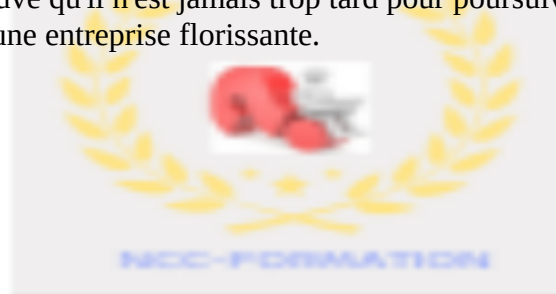 qu'il n'est jamais trop tard pour
une entreprise florissante.
NCC-FORMATION